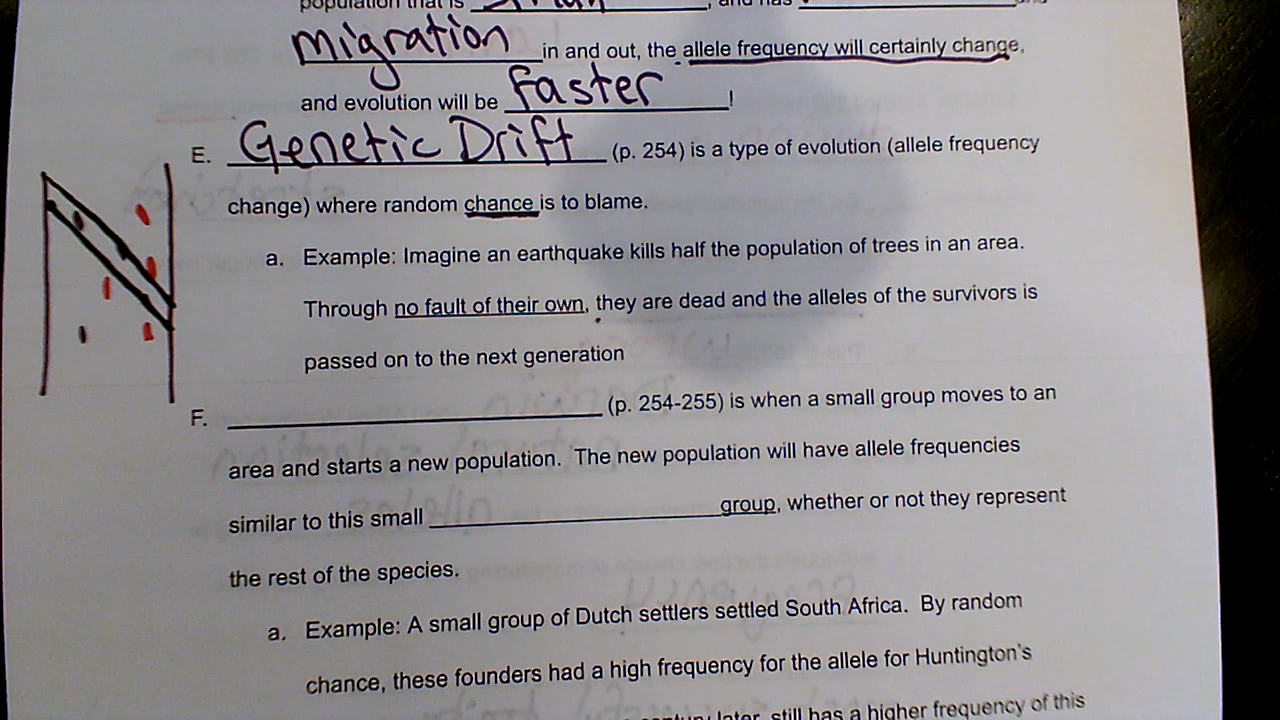 population that is small, and has
migration in and out, the allele frequency will certainly change,
and evolution will be faster!
E. Genetic Drift (p. 254) is a type of evolution (allele frequency
change) where random chance is to blame.
a. Example: Imagine an earthquake kills half the population of trees in an area.
Through no fault of their own, they are dead and the alleles of the survivors is
passed on to the next generation
F. (p. 254-255) is when a small group moves to an
area and starts a new population. The new population will have allele frequencies
similar to this small group, whether or not they represent
the rest of the species.
a. Example: A small group of Dutch settlers settled South Africa. By random
chance, these founders had a high frequency for the allele for Huntington's
century later, still has a higher frequency of this